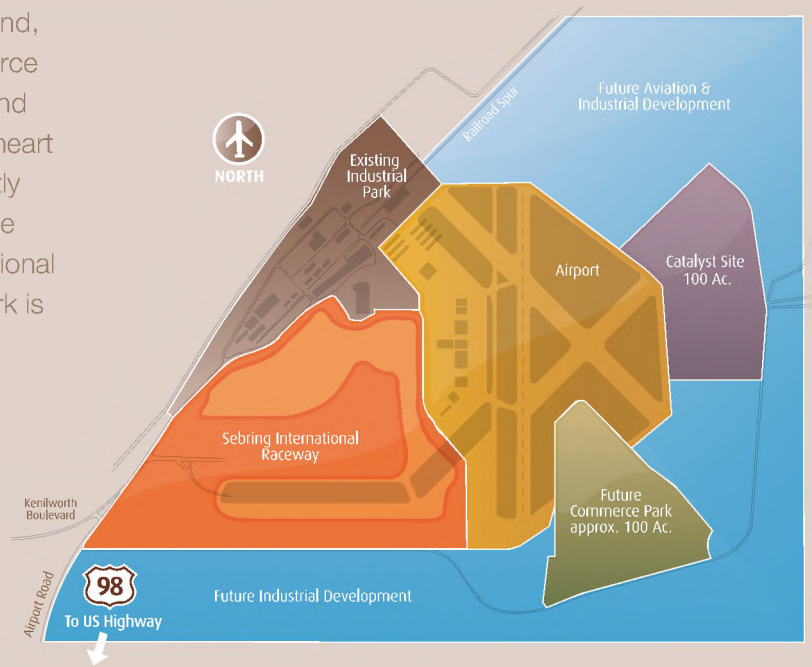 nd,
rce
nd
heart
tly
e
ional
rk is
NORTH
Existing
Industrial
Park
Railroad Spur
Future Aviation &
Industrial Development
Airport
Catalyst Site
100 Ac.
Sebring International
Raceway
Kenilworth
Boulevard
Future
Commerce Park
approx. 100 Ac.
Airport Road
98
To US Highway
Future Industrial Development